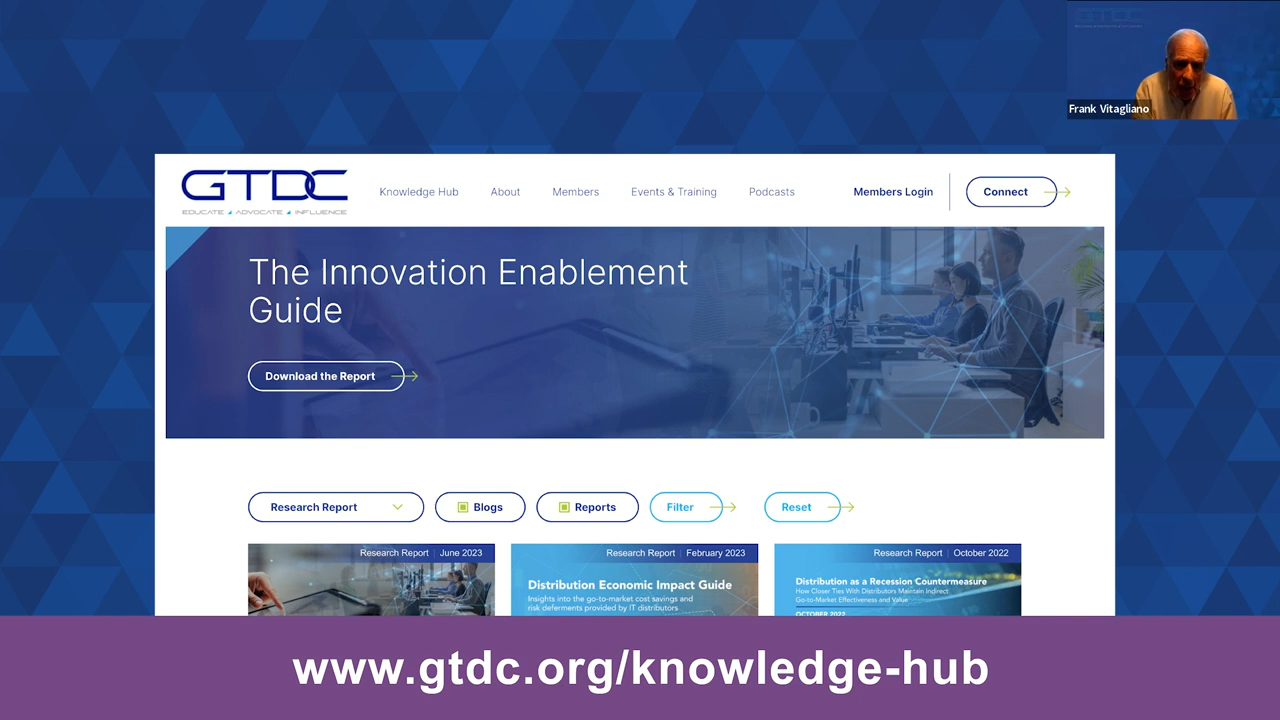 GTDC
Frank Vitagliano
GTDC
EDUCATE ADVOCATE INFLUENCE
Knowledge Hub
About
Members
Events & Training
Podcasts
Members Login
Connect
The Innovation Enablement
Guide
Download the Report
Research Report
Blogs
Reports
Filter
Reset
Research Report | June 2023
Research Report | February 2023
Distribution Economic Impact Guide
Insights into the go-to-market cost savings and
risk deferments provided by IT distributors
Research Report | October 2022
Distribution as a Recession Countermeasure
How Closer Ties With Distributors Maintain Indirect
Go-to-Market Effectiveness and Value
OCTOBER 2022
www.gtdc.org/knowledge-hub